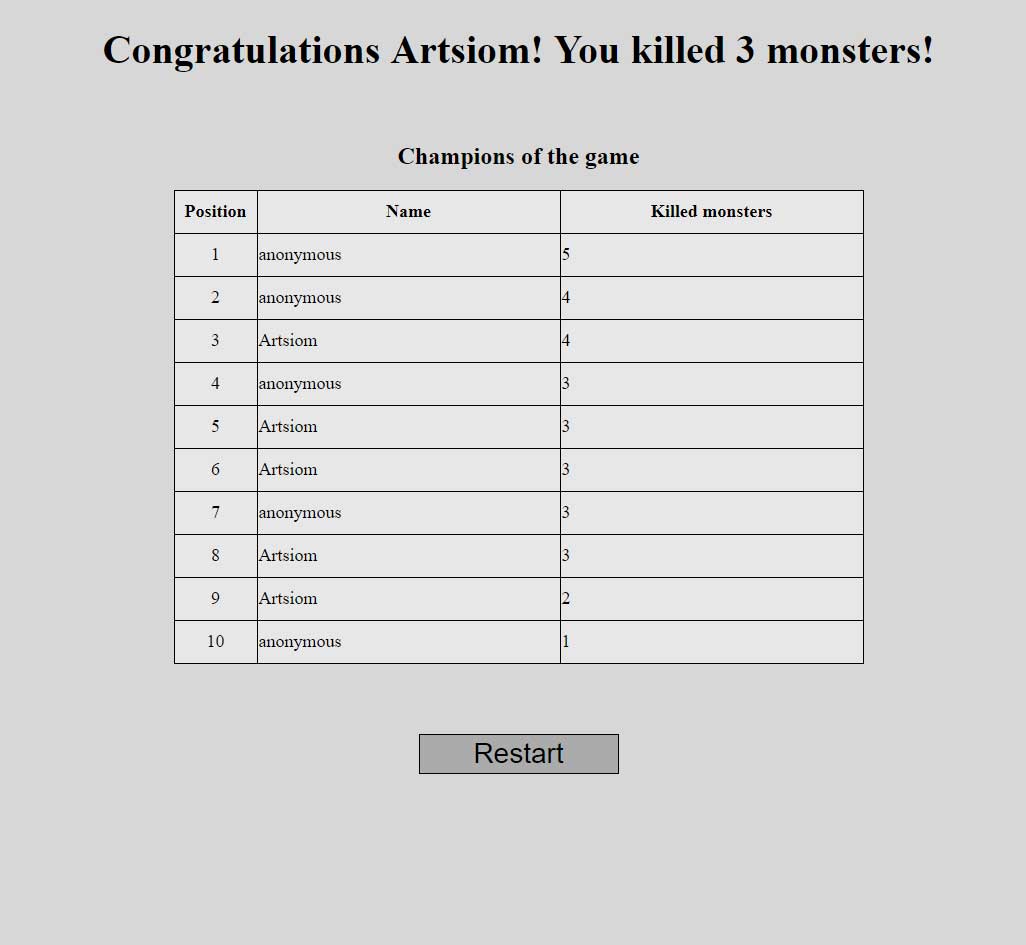 Congratulations Artsiom! You killed 3 monsters!
Champions of the game
Position Name Killed monsters
1 anonymous 5
2 anonymous 4
3 Artsiom 4
4 anonymous 3
5 Artsiom 3
6 Artsiom 3
7 anonymous 3
8 Artsiom 3
9 Artsiom 2
10 anonymous 1
Restart